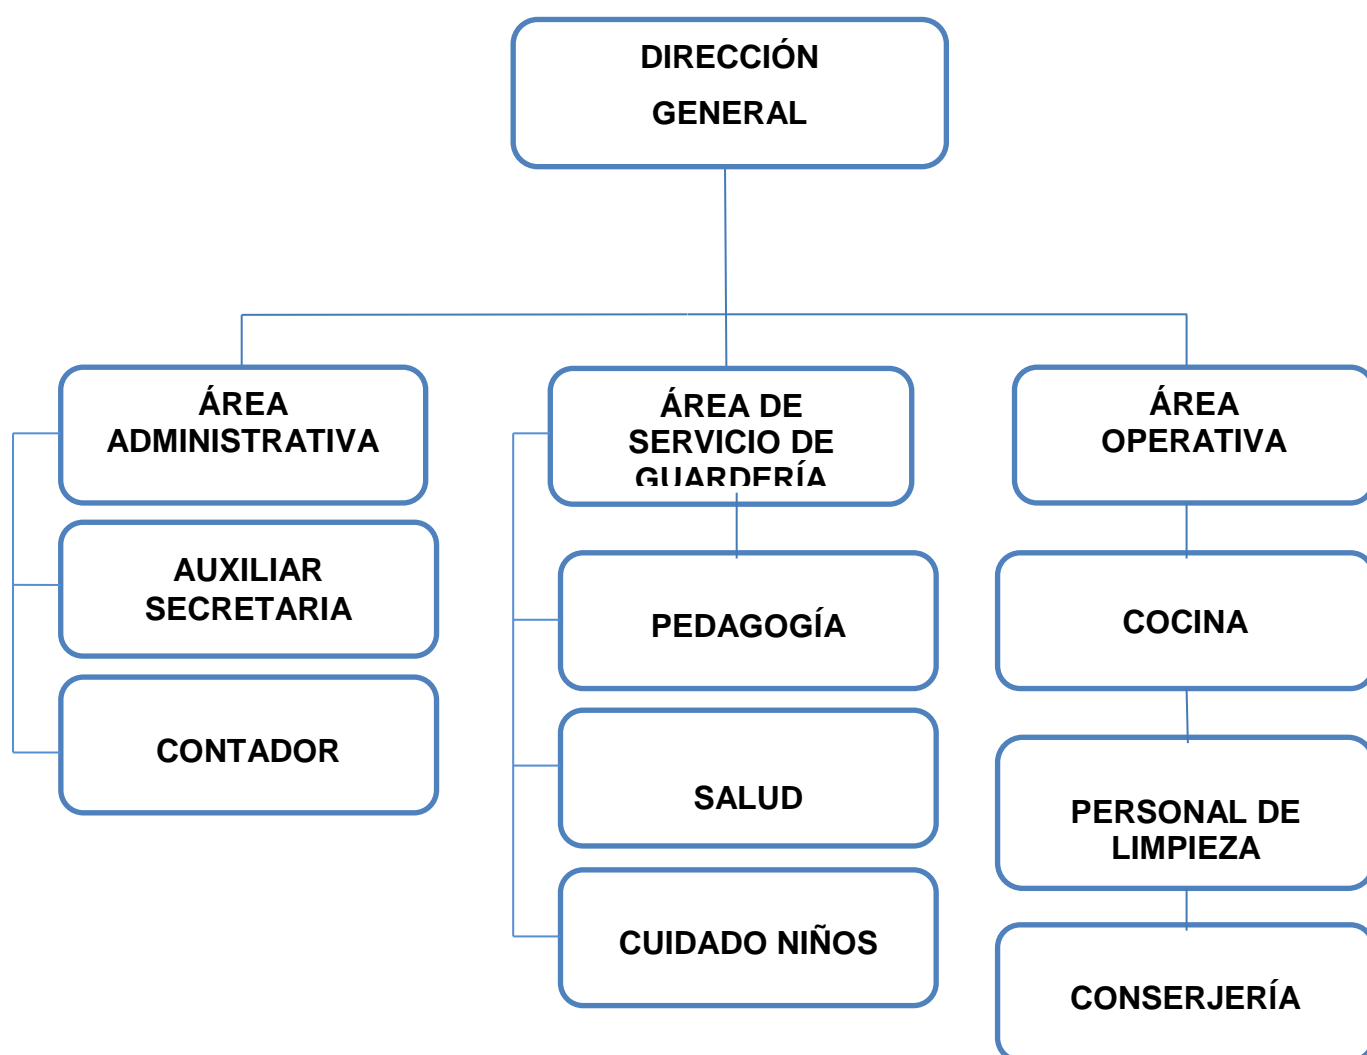 DIRECCIÓN
GENERAL
ÁREA
ADMINISTRATIVA
AUXILIAR
SECRETARIA
CONTADOR
ÁREA DE
SERVICIO DE
GUARDERÍA
PEDAGOGÍA
SALUD
CUIDADO NIÑOS
ÁREA
OPERATIVA
COCINA
PERSONAL DE
LIMPIEZA
CONSERJERÍA